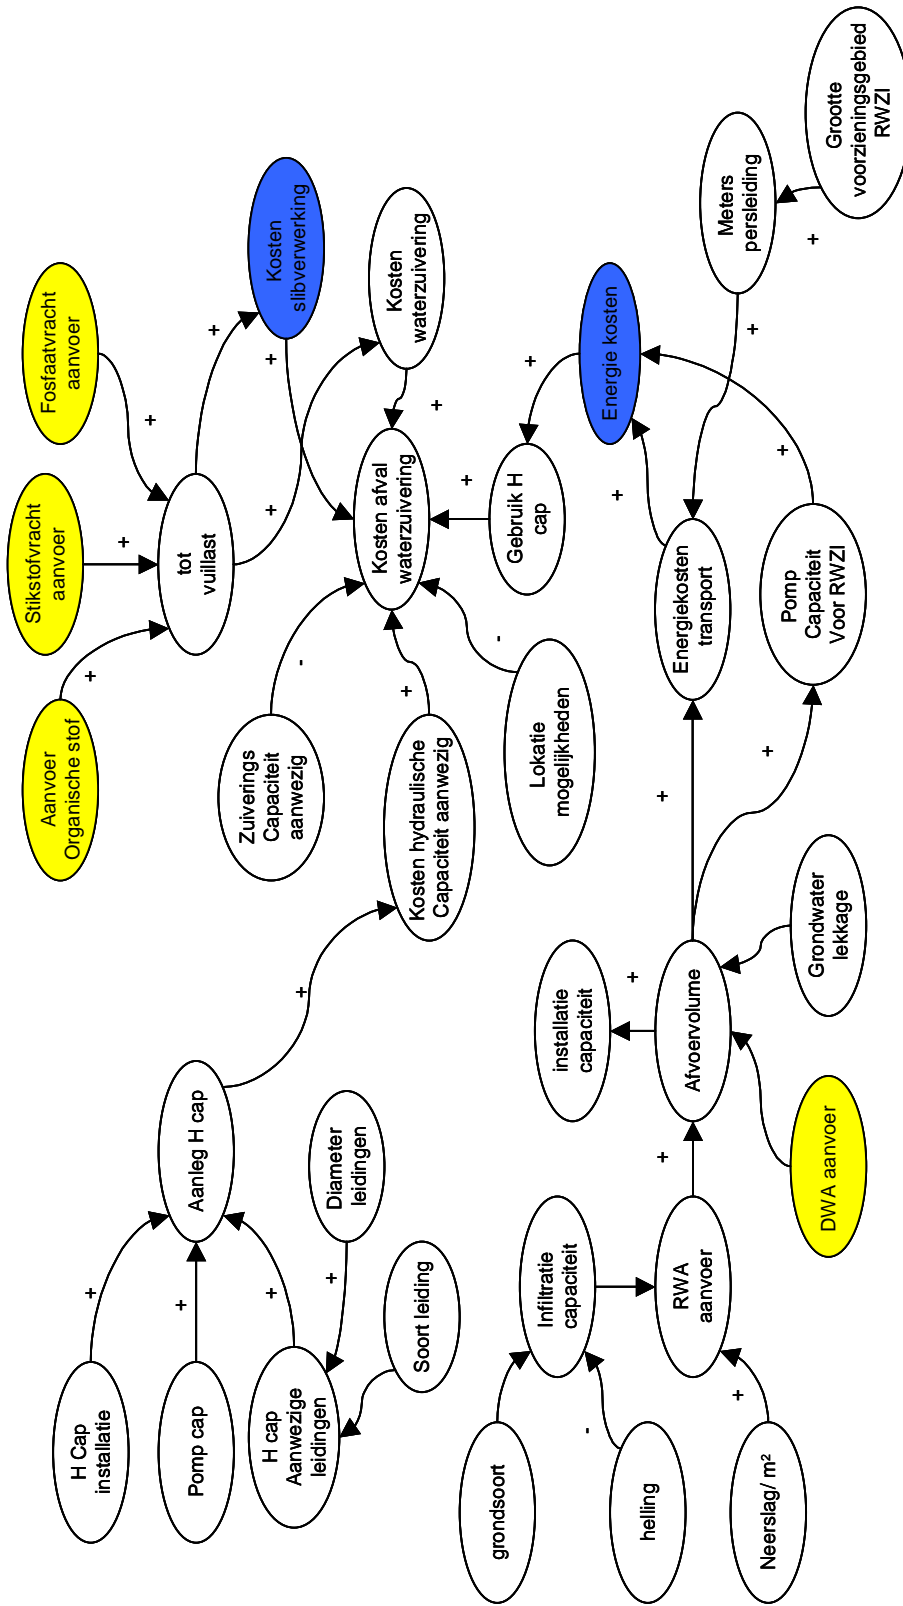 H Cap
installatie
+
Pomp cap
+
H cap
Aanwezige
leidingen
+
Aanleg H cap
Diameter
leidingen
+
Soort leiding
+
Kosten hydraulische
Capaciteit aanwezig
+
Aanvoer
Organische stof
+
Stikstofvracht
aanvoer
+
Fosfaatvracht
aanvoer
+
tot
vuillast
+
+
Kosten
slibverwerking
+
Kosten
waterzuivering
+
Zuiverings
Capaciteit
aanwezig
-
Kosten afval
waterzuivering
Lokatie
mogelijkheden
-
Gebruik H
cap
+
+
Energie kosten
grondsoort
helling
-
Infiltratie
capaciteit
Neerslag/ m²
+
RWA
aanvoer
+
DWA aanvoer
installatie
capaciteit
+
Afvoervolume
Grondwater
lekkage
+
+
Energiekosten
transport
+
Pomp
Capaciteit
Voor RWZI
+
+
Meters
persleiding
+
Grootte
voorzieningsgebied
RWZI